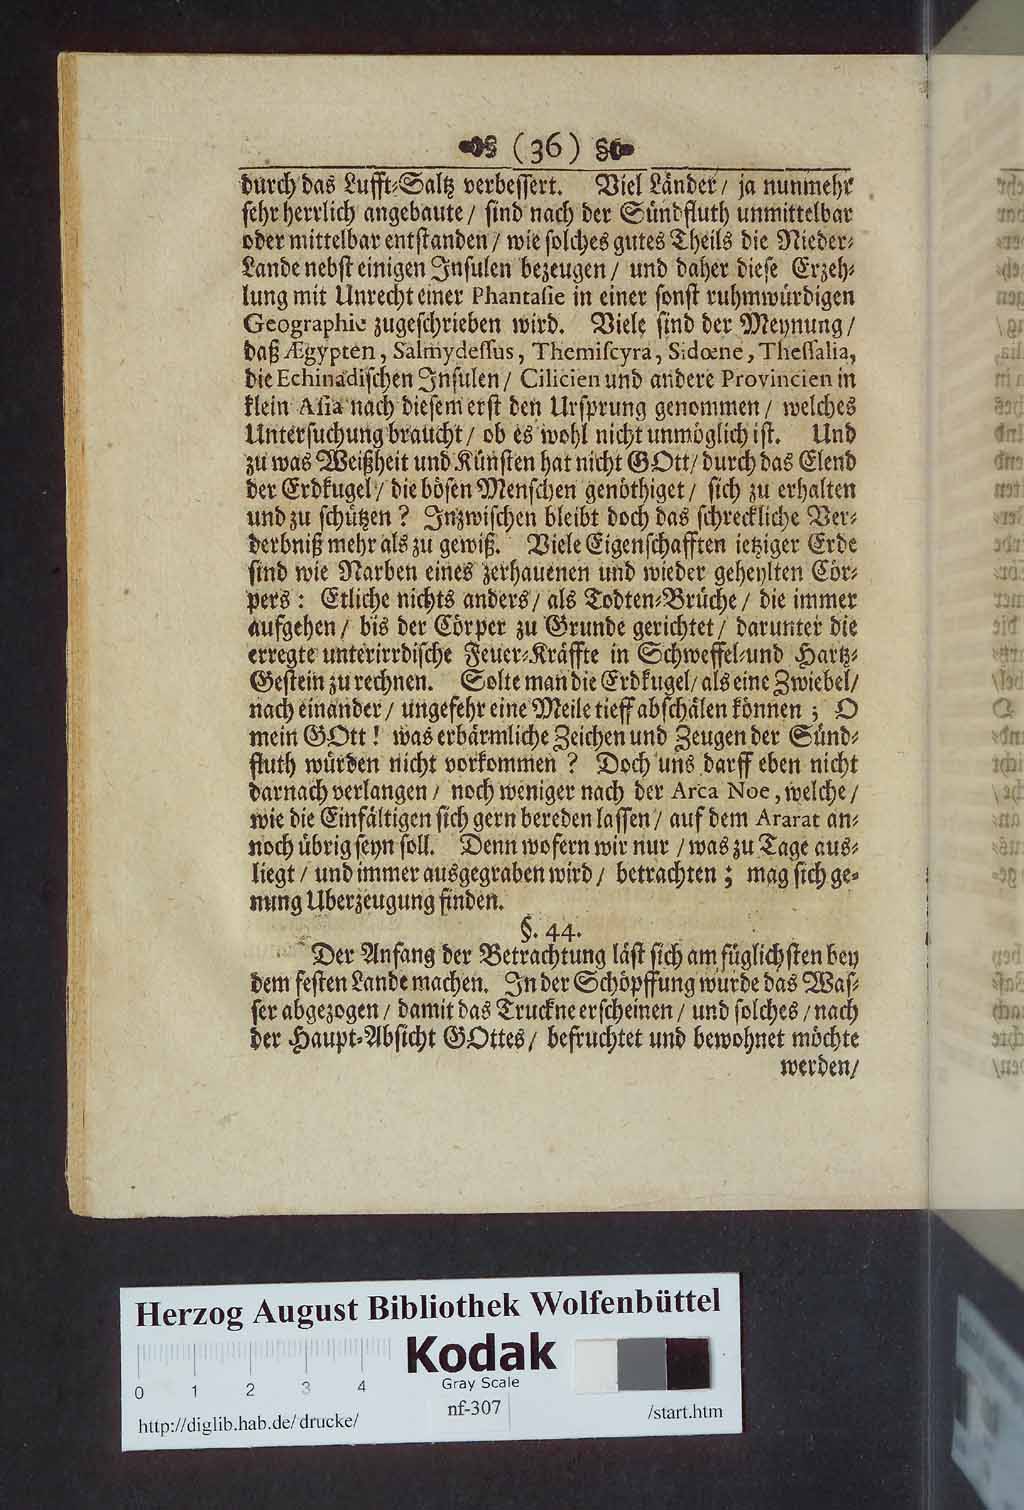 (36)
durch das Lufft-Saltz verbessert. Viel Länder / ja nunmehr
sehr herrlich angebaute / sind nach der Sündfluth unmittelbar
oder mittelbar entstanden / wie solches gutes Theils die Nieder-
Lande nebst einigen Insulen bezeugen / und daher diese Erzeh-
lung mit Unrecht einer Phantasie in einer sonst ruhmwürdigen
Geographie zugeschrieben wird. Viele sind der Meynung /
daß Ægypten, Salmydessus, Themiscyra, Sidœne, Thessalia,
die Echinadischen Insulen / Cilicien und andere Provincien in
klein Asia nach diesem erst den Ursprung genommen / welches
Untersuchung braucht / ob es wohl nicht unmöglich ist. Und
zu was Weißheit und Künsten hat nicht GOtt / durch das Elend
der Erdkugel / die bösen Menschen genöthiget / sich zu erhalten
und zu schützen? Inzwischen bleibt doch das schreckliche Ver-
derbniß mehr als zu gewiß. Viele Eigenschafften ietziger Erde
sind wie Narben eines zerhauenen und wieder geheylten Cör-
pers: Etliche nichts anders / als Todten-Brüche / die immer
aufgehen / bis der Cörper zu Grunde gerichtet / darunter die
erregte unterirrdische Feuer-Kräffte in Schweffel- und Hartz-
Gestein zu rechnen. Solte man die Erdkugel / als eine Zwiebel /
nach einander / ungefehr eine Meile tieff abschälen können; O
mein GOtt! was erbärmliche Zeichen und Zeugen der Sünd-
fluth würden nicht vorkommen? Doch uns darff eben nicht
darnach verlangen / noch weniger nach der Arca Noe, welche /
wie die Einfältigen sich gern bereden lassen / auf dem Ararat an-
noch übrig seyn soll. Denn wofern wir nur / was zu Tage aus-
liegt / und immer ausgegraben wird / betrachten; mag sich ge-
nung Uberzeugung finden.
§. 44.
Der Anfang der Betrachtung läst sich am füglichsten bey
dem festen Lande machen. In der Schöpffung wurde das Was-
ser abgezogen / damit das Truckne erscheinen / und solches / nach
der Haupt-Absicht GOttes / befruchtet und bewohnet möchte
werden /
Herzog August Bibliothek Wolfenbüttel
Kodak
Gray Scale
0 1 2 3 4
nf-307
http://diglib.hab.de/drucke/ /start.htm